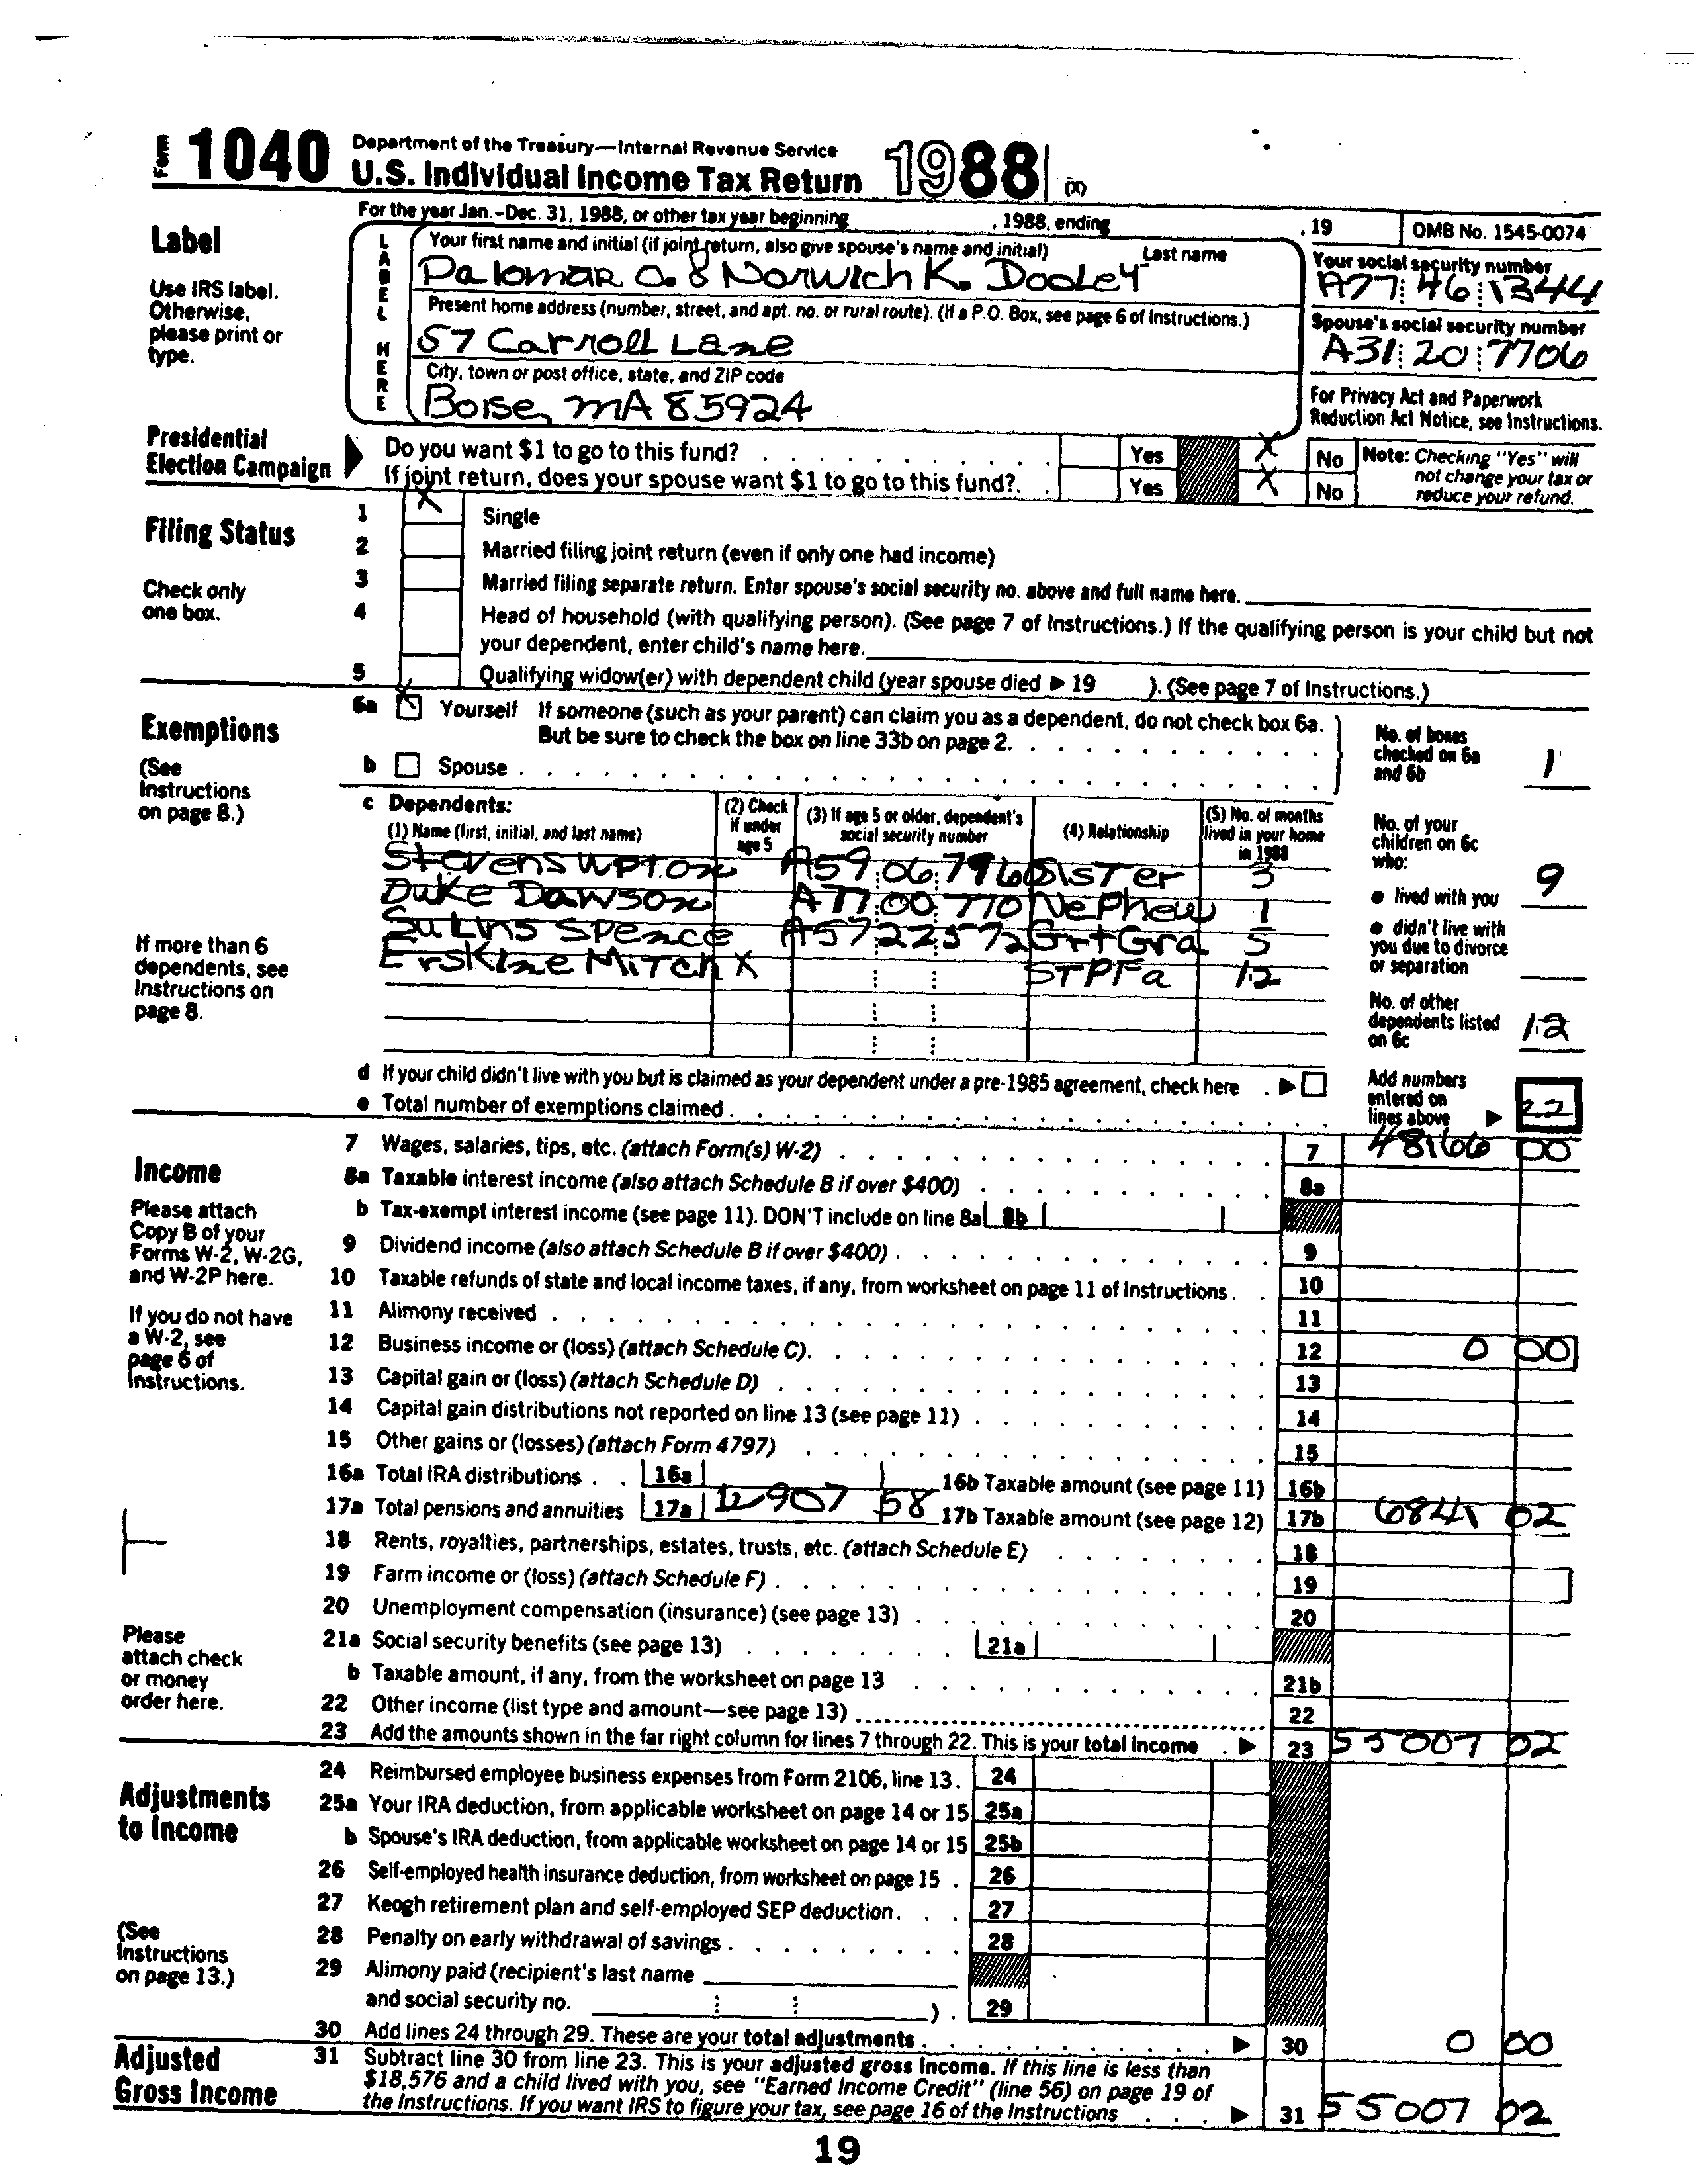 Form 1040 Department of the Treasury—Internal Revenue Service
U.S. Individual Income Tax Return 1988 (X)
For the year Jan.-Dec. 31, 1988, or other tax year beginning , 1988, ending , 19 OMB No. 1545-0074
Label
Use IRS label.
Otherwise,
please print or
type.
LABEL HERE
Your first name and initial (if joint return, also give spouse's name and initial) Last name
Palomar O. & Norwich K. Dooley
Your social security number
A77 46 1344
Present home address (number, street, and apt. no. or rural route). (If a P.O. Box, see page 6 of Instructions.)
57 Carroll Lane
Spouse's social security number
A31 20 7706
City, town or post office, state, and ZIP code
Boise, MA 85924
For Privacy Act and Paperwork
Reduction Act Notice, see Instructions.
Presidential
Election Campaign
Do you want $1 to go to this fund? Yes X No
If joint return, does your spouse want $1 to go to this fund?. Yes X No
Note: Checking "Yes" will
not change your tax or
reduce your refund.
Filing Status
Check only
one box.
1 X Single
2 Married filing joint return (even if only one had income)
3 Married filing separate return. Enter spouse's social security no. above and full name here.
4 Head of household (with qualifying person). (See page 7 of Instructions.) If the qualifying person is your child but not
your dependent, enter child's name here.
5 Qualifying widow(er) with dependent child (year spouse died ▶ 19 ). (See page 7 of Instructions.)
Exemptions
(See
Instructions
on page 8.)
6a X Yourself If someone (such as your parent) can claim you as a dependent, do not check box 6a.
But be sure to check the box on line 33b on page 2.
b Spouse
No. of boxes
checked on 6a
and 6b 1
c Dependents:
(1) Name (first, initial, and last name)
(2) Check
if under
age 5
(3) If age 5 or older, dependent's
social security number
(4) Relationship
(5) No. of months
lived in your home
in 1988
Stevens Upton A59 06 7960 Sister 3
Duke Dawson A77 00 770 Nephew 1
Sulins Spence A57 22 572 Grt Gra 5
Erskine Mitch X STPFa 12
If more than 6
dependents, see
Instructions on
page 8.
No. of your
children on 6c
who:
● lived with you 9
● didn't live with
you due to divorce
or separation
No. of other
dependents listed
on 6c 12
d If your child didn't live with you but is claimed as your dependent under a pre-1985 agreement, check here ▶
e Total number of exemptions claimed
Add numbers
entered on
lines above ▶ 22
Income
Please attach
Copy B of your
Forms W-2, W-2G,
and W-2P here.
If you do not have
a W-2, see
page 6 of
Instructions.
Please
attach check
or money
order here.
7 Wages, salaries, tips, etc. (attach Form(s) W-2) 7 48166 00
8a Taxable interest income (also attach Schedule B if over $400) 8a
b Tax-exempt interest income (see page 11). DON'T include on line 8a 8b
9 Dividend income (also attach Schedule B if over $400) 9
10 Taxable refunds of state and local income taxes, if any, from worksheet on page 11 of Instructions 10
11 Alimony received 11
12 Business income or (loss) (attach Schedule C). 12 0 00
13 Capital gain or (loss) (attach Schedule D) 13
14 Capital gain distributions not reported on line 13 (see page 11) 14
15 Other gains or (losses) (attach Form 4797) 15
16a Total IRA distributions 16a 16b Taxable amount (see page 11) 16b
17a Total pensions and annuities 17a 12907 58 17b Taxable amount (see page 12) 17b 6841 02
18 Rents, royalties, partnerships, estates, trusts, etc. (attach Schedule E) 18
19 Farm income or (loss) (attach Schedule F) 19
20 Unemployment compensation (insurance) (see page 13) 20
21a Social security benefits (see page 13) 21a
b Taxable amount, if any, from the worksheet on page 13 21b
22 Other income (list type and amount—see page 13) 22
23 Add the amounts shown in the far right column for lines 7 through 22. This is your total income ▶ 23 55007 02
Adjustments
to Income
(See
Instructions
on page 13.)
24 Reimbursed employee business expenses from Form 2106, line 13. 24
25a Your IRA deduction, from applicable worksheet on page 14 or 15 25a
b Spouse's IRA deduction, from applicable worksheet on page 14 or 15 25b
26 Self-employed health insurance deduction, from worksheet on page 15 26
27 Keogh retirement plan and self-employed SEP deduction 27
28 Penalty on early withdrawal of savings 28
29 Alimony paid (recipient's last name
and social security no. ) 29
30 Add lines 24 through 29. These are your total adjustments ▶ 30 0 00
Adjusted
Gross Income
31 Subtract line 30 from line 23. This is your adjusted gross income. If this line is less than
$18,576 and a child lived with you, see "Earned Income Credit" (line 56) on page 19 of
the Instructions. If you want IRS to figure your tax, see page 16 of the Instructions ▶ 31 55007 02
19